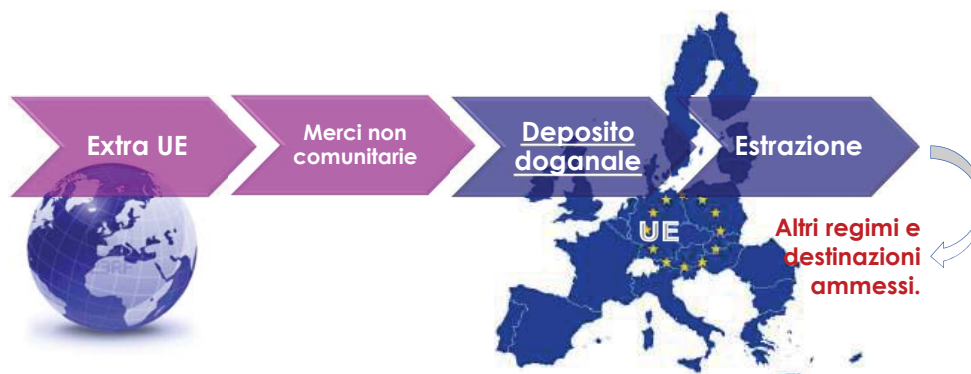 Extra UE
Merci non
comunitarie
Deposito
doganale
Estrazione
UE
Altri regimi e
destinazioni
ammessi.